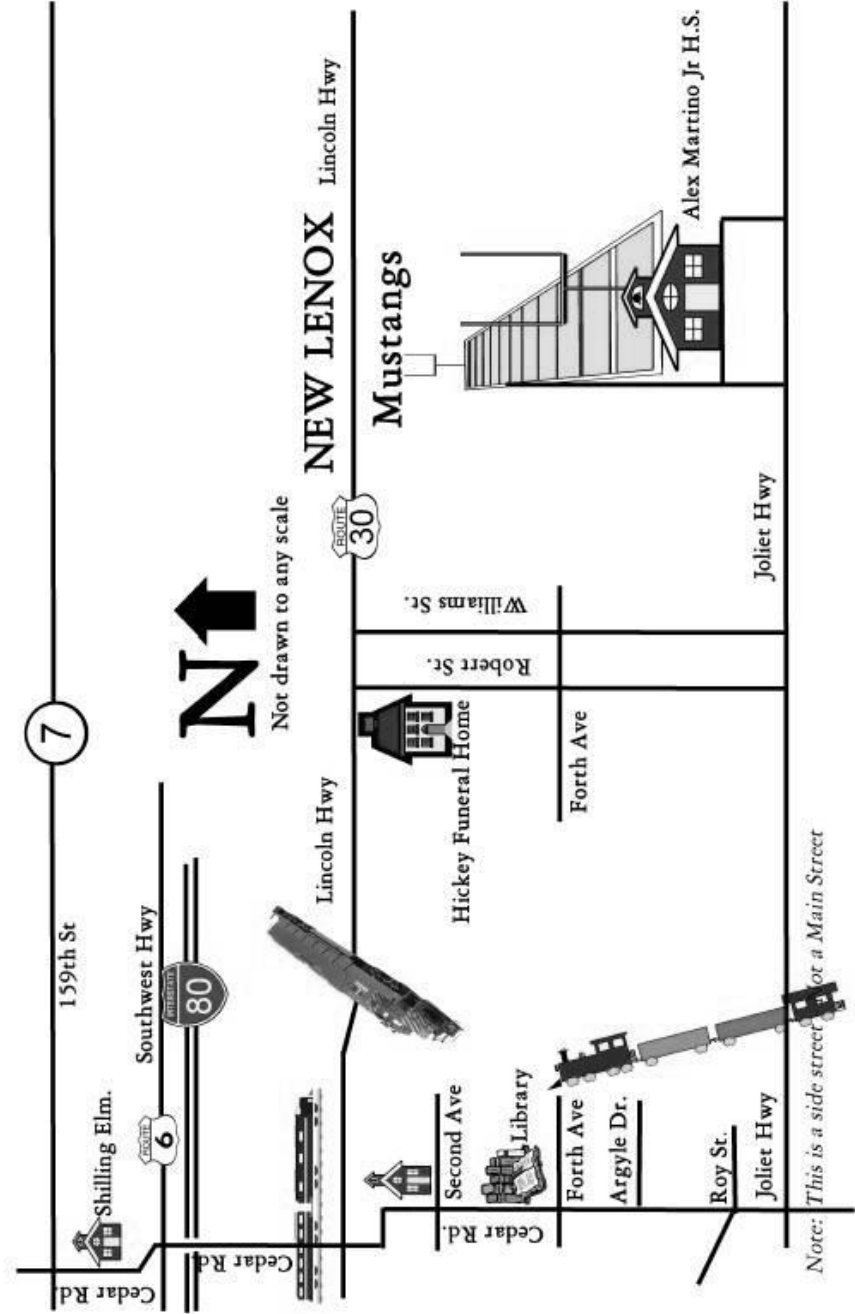 7
159th St
Shilling Elm.
ROUTE
6
Southwest Hwy
INTERSTATE
80
Cedar Rd.
Cedar Rd.
N
Not drawn to any scale
NEW LENOX
Lincoln Hwy
Lincoln Hwy
ROUTE
30
Mustangs
Alex Martino Jr H.S.
Williams St.
Robert St.
Hickey Funeral Home
Forth Ave
Second Ave
Library
Cedar Rd.
Forth Ave
Argyle Dr.
Roy St.
Joliet Hwy
Joliet Hwy
Note: This is a side street ot a Main Street